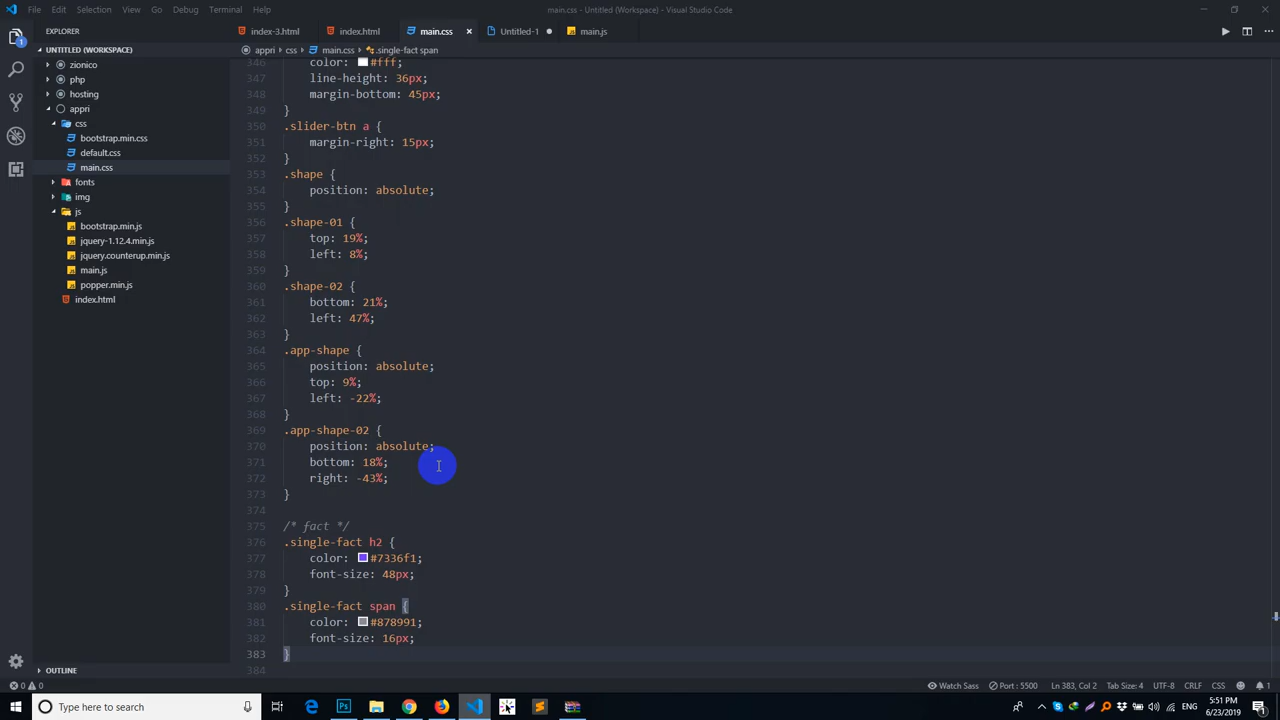 File Edit Selection View Go Debug Terminal Help
main.css - Untitled (Workspace) - Visual Studio Code
EXPLORER
index-3.html index.html main.css × Untitled-1 main.js
UNTITLED (WORKSPACE)
appri › css › main.css › .single-fact span
zionico
php
hosting
appri
css
bootstrap.min.css
default.css
main.css
fonts
img
js
bootstrap.min.js
jquery-1.12.4.min.js
jquery.counterup.min.js
main.js
popper.min.js
index.html
OUTLINE
346 color: #fff;
347 line-height: 36px;
348 margin-bottom: 45px;
349 }
350 .slider-btn a {
351 margin-right: 15px;
352 }
353 .shape {
354 position: absolute;
355 }
356 .shape-01 {
357 top: 19%;
358 left: 8%;
359 }
360 .shape-02 {
361 bottom: 21%;
362 left: 47%;
363 }
364 .app-shape {
365 position: absolute;
366 top: 9%;
367 left: -22%;
368 }
369 .app-shape-02 {
370 position: absolute;
371 bottom: 18%;
372 right: -43%;
373 }
374
375 /* fact */
376 .single-fact h2 {
377 color: #7336f1;
378 font-size: 48px;
379 }
380 .single-fact span {
381 color: #878991;
382 font-size: 16px;
383 }
384
0 0 Watch Sass Port : 5500 Ln 383, Col 2 Tab Size: 4 UTF-8 CRLF CSS 1
Type here to search
ENG
5:51 PM
6/23/2019